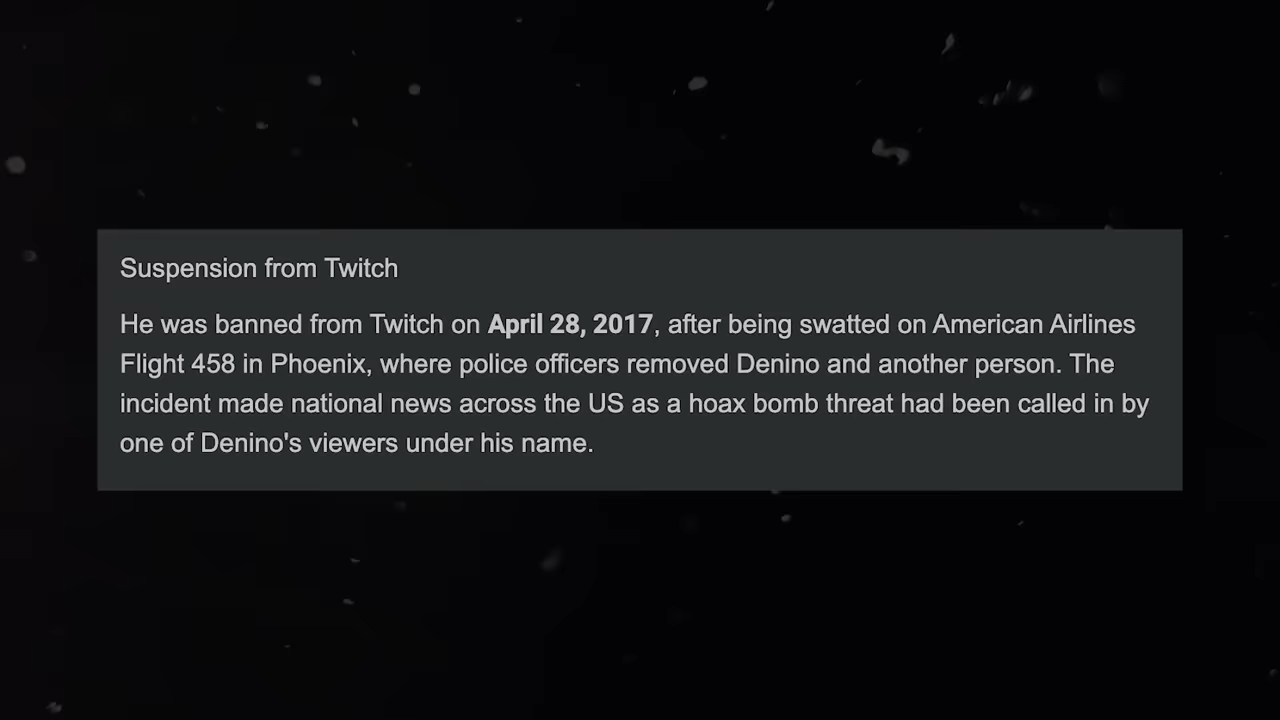 Suspension from Twitch
He was banned from Twitch on April 28, 2017, after being swatted on American Airlines
Flight 458 in Phoenix, where police officers removed Denino and another person. The
incident made national news across the US as a hoax bomb threat had been called in by
one of Denino's viewers under his name.